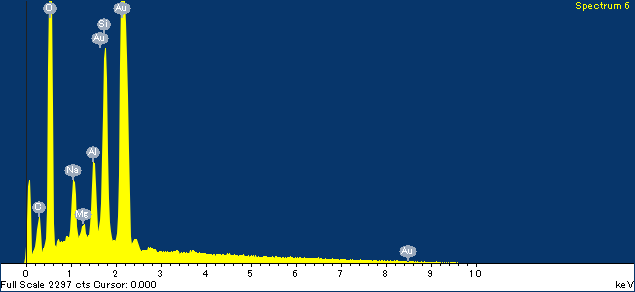 Spectrum 6
O Si Au
Au
Al
Na
C Mg
Au
0 1 2 3 4 5 6 7 8 9 10
Full Scale 2297 cts Cursor: 0.000 keV